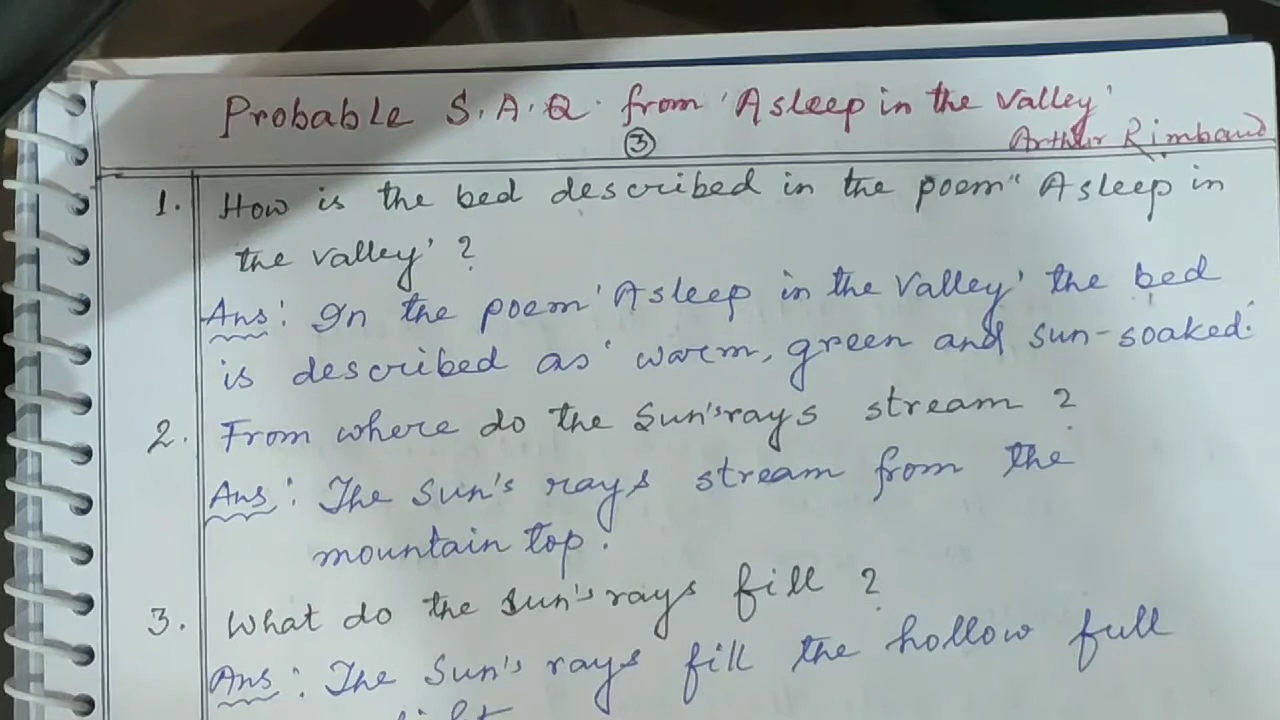 Probable S.A.Q. from 'Asleep in the Valley'
③
Arthur Rimbaud
1. How is the bed described in the poem "Asleep in
the valley' ?
Ans: In the poem 'Asleep in the Valley' the bed
is described as 'warm, green and sun-soaked.'
2. From where do the Sun's rays stream ?
Ans: The Sun's rays stream from the
mountain top.
3. What do the Sun's rays fill ?
Ans: The Sun's rays fill the hollow full